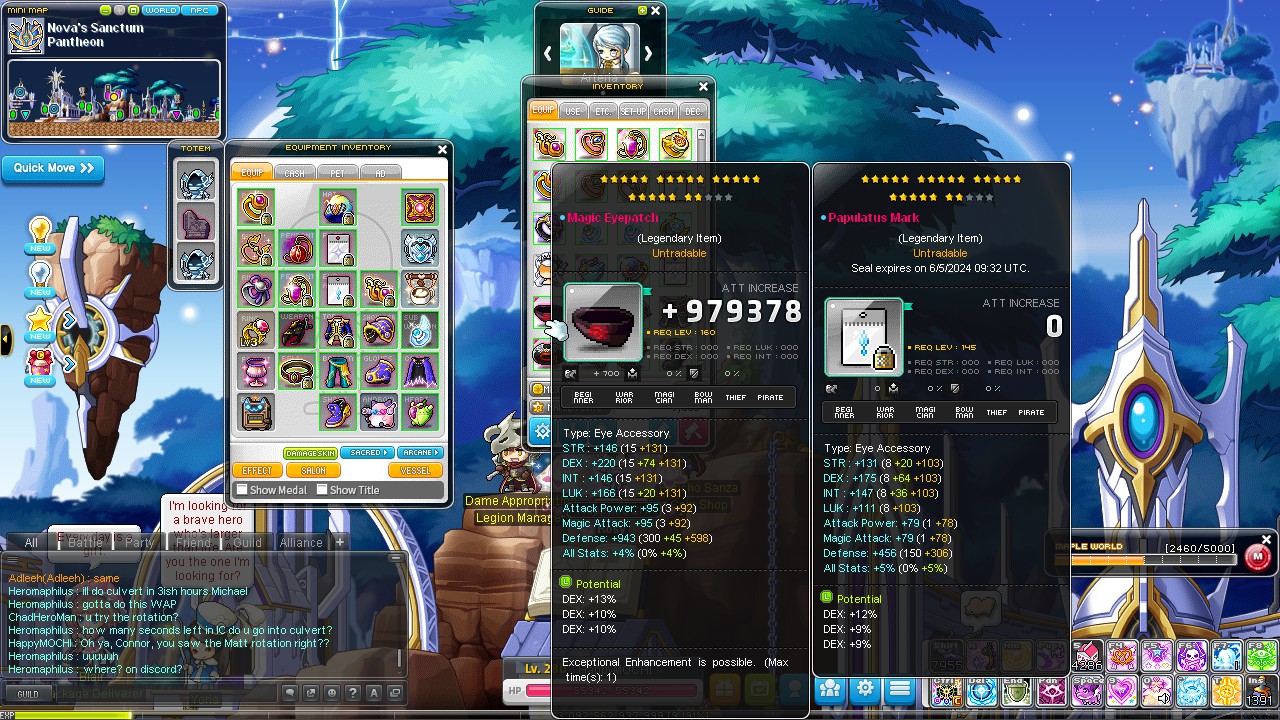 MINI MAP
WORLD
NPC
Nova's Sanctum
Pantheon
Quick Move >>
NEW
NEW
NEW
NEW
TOTEM
EQUIPMENT INVENTORY
EQUIP
CASH
PET
AD
DAMAGESKIN
SACRED
ARCANE
EFFECT
SALON
VESSEL
Show Medal
Show Title
GUIDE
INVENTORY
EQUIP
USE
ETC.
SET-UP
CASH
DEC.
Magic Eyepatch
(Legendary Item)
Untradable
ATT INCREASE
+979378
REQ LEV : 160
REQ STR : 000
REQ LUK : 000
REQ DEX : 000
REQ INT : 000
+700
0 %
0 %
BEGINNER
WARRIOR
MAGICIAN
BOWMAN
THIEF
PIRATE
Type: Eye Accessory
STR : +146 (15 +131)
DEX : +220 (15 +74 +131)
INT : +146 (15 +131)
LUK : +166 (15 +20 +131)
Attack Power: +95 (3 +92)
Magic Attack: +95 (3 +92)
Defense: +943 (300 +45 +598)
All Stats: +4% (0% +4%)
Potential
DEX: +13%
DEX: +10%
DEX: +10%
Exceptional Enhancement is possible. (Max
time(s): 1)
Papulatus Mark
(Legendary Item)
Untradable
Seal expires on 6/5/2024 03:32 UTC.
ATT INCREASE
0
REQ LEV : 145
REQ STR : 000
REQ LUK : 000
REQ DEX : 000
REQ INT : 000
0
0 %
0 %
BEGINNER
WARRIOR
MAGICIAN
BOWMAN
THIEF
PIRATE
Type: Eye Accessory
STR : +131 (8 +20 +103)
DEX : +175 (8 +64 +103)
INT : +147 (8 +36 +103)
LUK : +111 (8 +103)
Attack Power: +79 (1 +78)
Magic Attack: +79 (1 +78)
Defense: +456 (150 +306)
All Stats: +5% (0% +5%)
Potential
DEX: +12%
DEX: +9%
DEX: +9%
I'm looking
a brave hero
you the one I'm
looking for?
Dame Appropri
Legion Manag
Shop
All
Battle
Party
Friend
Guild
Alliance
+
Adleeh(Adleeh) : same
Heromaphilus : Ill do culvert in 3ish hours Michael
Heromaphilus : gotta do this WAP
ChadHeroMan : u try the rotation?
Heromaphilus : how many seconds left in IC do u go into culvert?
HappyMOCHi : Oh ya, connor, you saw the Matt rotation right??
Heromaphilus : uuuuuh
Heromaphilus : where? on discord?
GUILD
EXP
HP
MAPLE WORLD
[2460/5000]
M